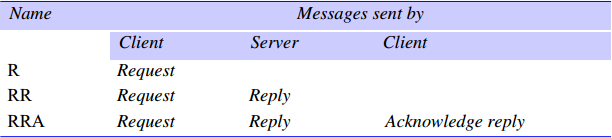 Name Messages sent by
Client Server Client
R Request
RR Request Reply
RRA Request Reply Acknowledge reply